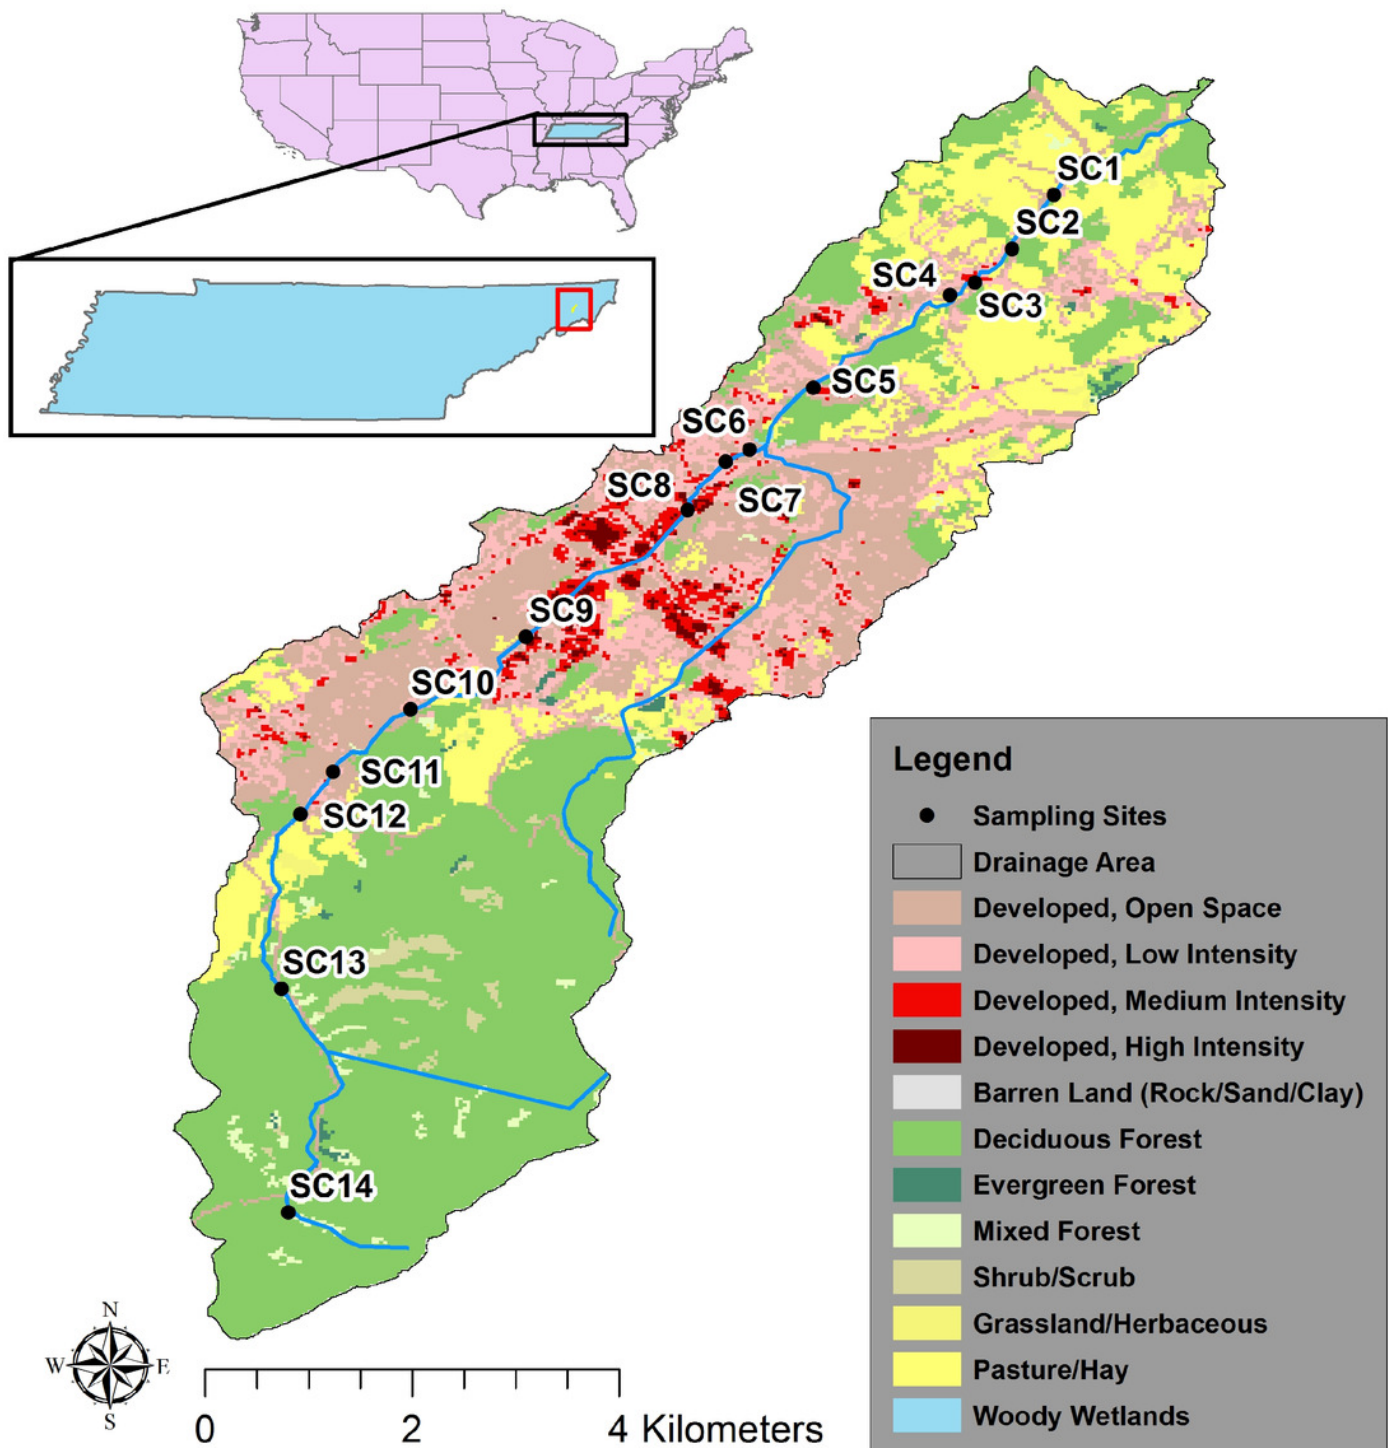 SC1
SC2
SC4
SC3
SC5
SC6
SC8
SC7
SC9
SC10
SC11
SC12
SC13
SC14
Legend
Sampling Sites
Drainage Area
Developed, Open Space
Developed, Low Intensity
Developed, Medium Intensity
Developed, High Intensity
Barren Land (Rock/Sand/Clay)
Deciduous Forest
Evergreen Forest
Mixed Forest
Shrub/Scrub
Grassland/Herbaceous
Pasture/Hay
Woody Wetlands
N
W E
S
0 2 4 Kilometers